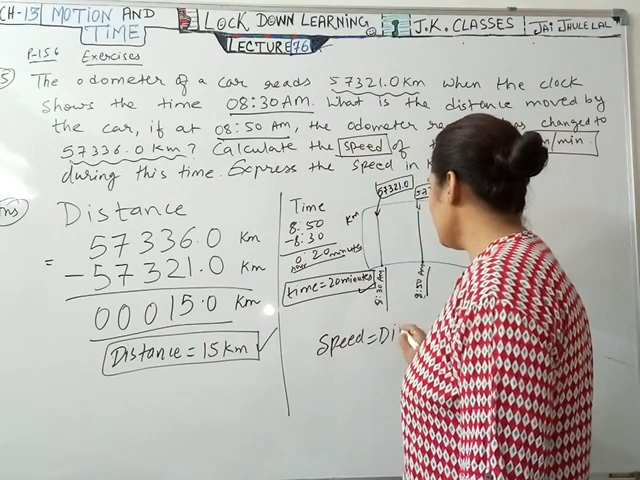 CH-13 MOTION AND TIME
LOCK DOWN LEARNING
J.K. CLASSES
JAI JHULELAL
LECTURE 76
P-156 Exercises
5 The odometer of a car reads 57321.0 Km when the clock
shows the time 08:30 AM. What is the distance moved by
the car, if at 08:50 AM, the odometer changed to
57336.0 Km? Calculate the speed of /min.
during this time. Express the speed in
Ans Distance
57336.0 Km
= -57321.0 Km
00015.0 Km
Distance = 15 Km
Time
8:50
-8:30
0:20 minutes
hour
time=20minutes
Km
57321.0
8:30 AM
8:50 AM
Speed = Di